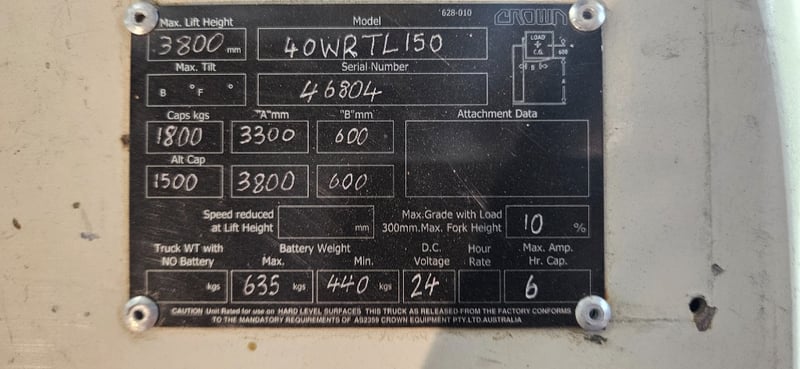 628-010 CROWN
Max. Lift Height Model
3800 mm 40WRTL150
Max. Tilt Serial Number
B ° F ° 46804
Caps kgs "A"mm "B"mm Attachment Data
1800 3300 600
Alt Cap
1500 3800 600
LOAD
C.G.
600
B
A
Speed reduced Max.Grade with Load
at Lift Height mm 300mm.Max. Fork Height 10 %
Truck WT with Battery Weight D.C. Hour Max. Amp.
NO Battery Max. Min. Voltage Rate Hr. Cap.
kgs 635 kgs 440 kgs 24 6
CAUTION Unit Rated for use on HARD LEVEL SURFACES THIS TRUCK AS RELEASED FROM THE FACTORY CONFORMS
TO THE MANDATORY REQUIREMENTS OF AS2359 CROWN EQUIPMENT PTY.LTD.AUSTRALIA